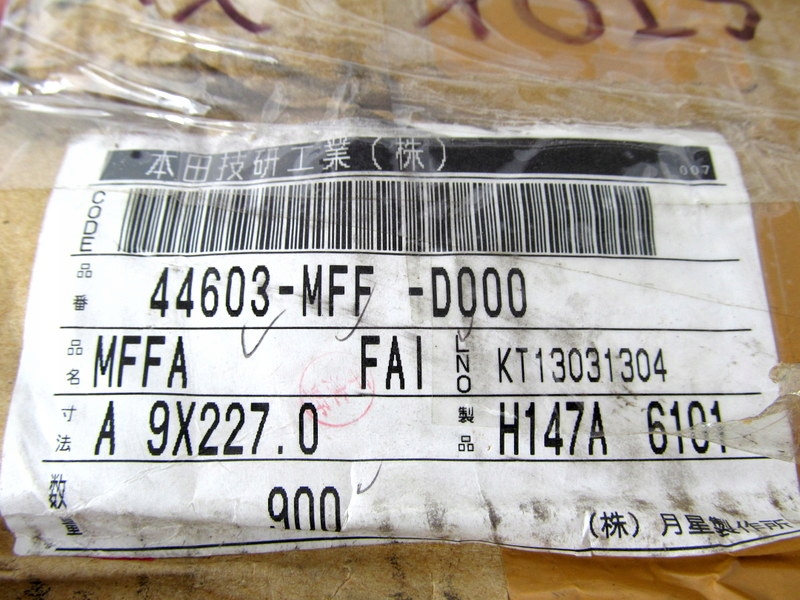 本田技研工業(株) 007
CODE
品番 44603-MFF -D000
品名 MFFA FAI LNO KT13031304
寸法 A 9X227.0 製品 H147A 6101
数量 900
(株) 月星製作所